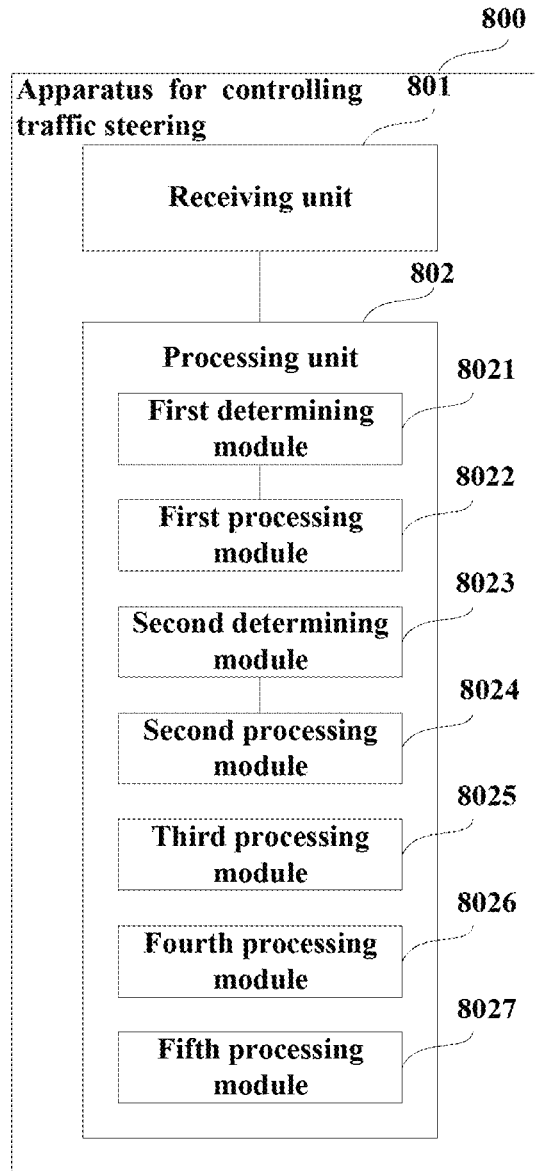 800
Apparatus for controlling 801
traffic steering
Receiving unit
802
Processing unit
8021
First determining
module
8022
First processing
module
8023
Second determining
module
8024
Second processing
module
8025
Third processing
module
8026
Fourth processing
module
8027
Fifth processing
module